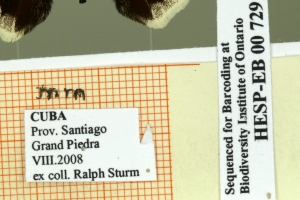 CUBA
Prov. Santiago
Grand Piedra
VIII.2008
ex coll. Ralph Sturm
Sequenced for Barcoding at
Biodiversity Institute of Ontario
HESP-EB 00 729